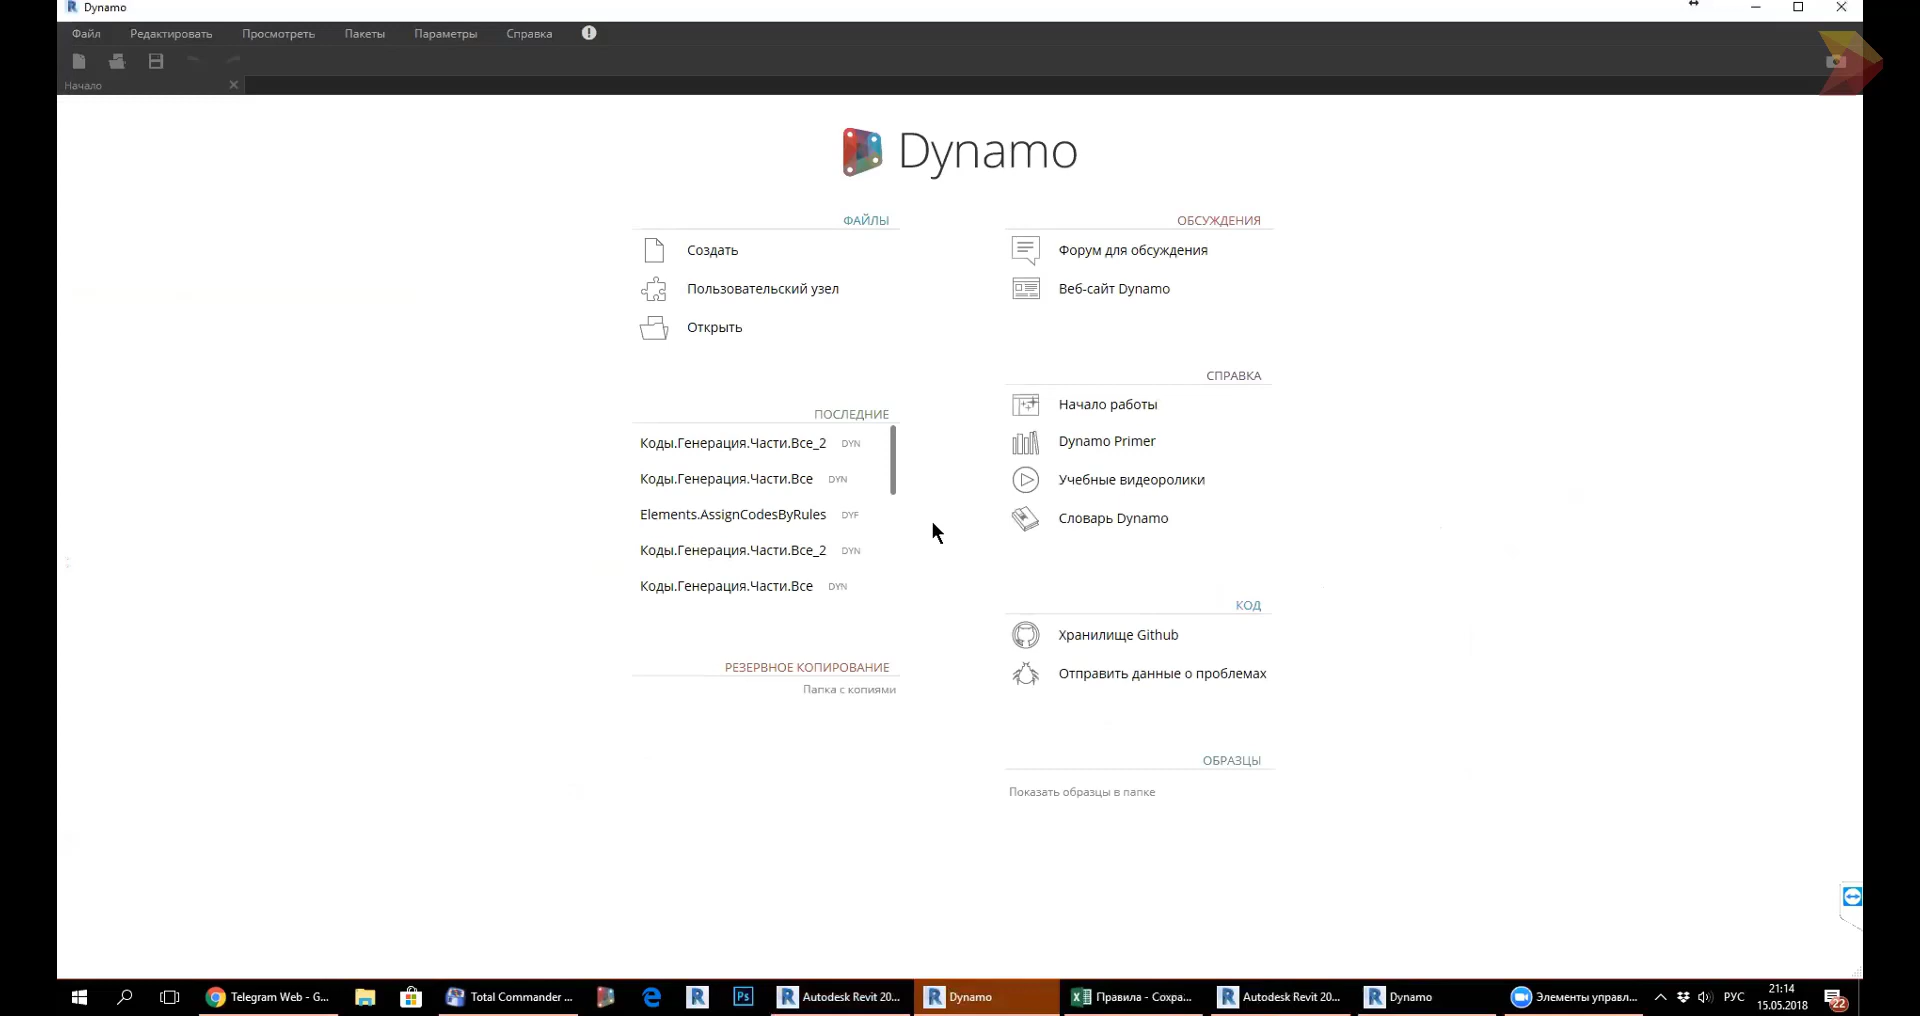 Dynamo
Файл Редактировать Просмотреть Пакеты Параметры Справка
Начало
Dynamo
ФАЙЛЫ
Создать
Пользовательский узел
Открыть
ПОСЛЕДНИЕ
Коды.Генерация.Части.Все_2 DYN
Коды.Генерация.Части.Все DYN
Elements.AssignCodesByRules DYF
Коды.Генерация.Части.Все_2 DYN
Коды.Генерация.Части.Все DYN
РЕЗЕРВНОЕ КОПИРОВАНИЕ
Папка с копиями
ОБСУЖДЕНИЯ
Форум для обсуждения
Веб-сайт Dynamo
СПРАВКА
Начало работы
Dynamo Primer
Учебные видеоролики
Словарь Dynamo
КОД
Хранилище Github
Отправить данные о проблемах
ОБРАЗЦЫ
Показать образцы в папке
Telegram Web - G... Total Commander ... Ps Autodesk Revit 20... Dynamo Правила - Сохра... Autodesk Revit 20... Dynamo Элементы управл... РУС 21:14
15.05.2018 22